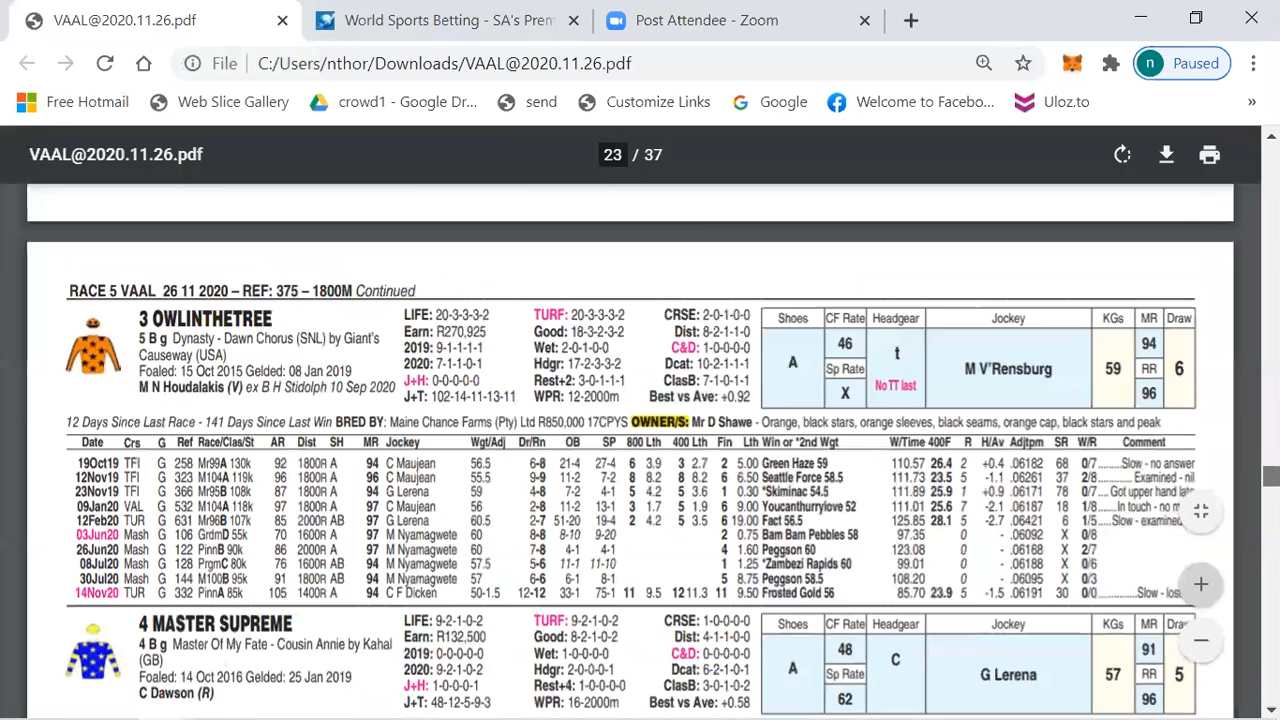 VAAL@2020.11.26.pdf
World Sports Betting - SA's Pren
Post Attendee - Zoom
File C:/Users/nthor/Downloads/VAAL@2020.11.26.pdf
n Paused
Free Hotmail Web Slice Gallery crowd1 - Google Dr... send Customize Links Google Welcome to Facebo... Uloz.to »
VAAL@2020.11.26.pdf 23 / 37
RACE 5 VAAL 26 11 2020 – REF: 375 – 1800M Continued
3 OWLINTHETREE
5 B g Dynasty - Dawn Chorus (SNL) by Giant's
Causeway (USA)
Foaled: 15 Oct 2015 Gelded: 08 Jan 2019
M N Houdalakis (V) ex B H Stidolph 10 Sep 2020
LIFE: 20-3-3-3-2 TURF: 20-3-3-3-2 CRSE: 2-0-1-0-0
Earn: R270,925 Good: 18-3-2-3-2 Dist: 8-2-1-1-0
2019: 9-1-1-1-1 Wet: 2-0-1-0-0 C&D: 1-0-0-0-0
2020: 7-1-1-0-1 Hdgr: 17-2-3-3-2 Dcat: 10-2-1-1-1
J+H: 0-0-0-0-0 Rest+2: 3-0-1-1-1 ClasB: 7-1-0-1-1
J+T: 102-14-11-13-11 WPR: 12-2000m Best vs Ave: +0.92
Shoes CF Rate Headgear Jockey KGs MR Draw
A 46 t M V'Rensburg 59 94 6
Sp Rate No TT last RR
X 96
12 Days Since Last Race - 141 Days Since Last Win BRED BY: Maine Chance Farms (Pty) Ltd R850,000 17CPYS OWNER/S: Mr D Shawe - Orange, black stars, orange sleeves, black seams, orange cap, black stars and peak
Date Crs G Ref Race/Clas/St AR Dist SH MR Jockey Wgt/Adj Dr/Rn OB SP 800 Lth 400 Lth Fin Lth Win or *2nd Wgt W/Time 400F R H/Av Adjtpm SR W/R Comment
19Oct19 TFI G 258 Mr99A 130k 92 1800R A 94 C Maujean 56.5 6-8 21-4 27-4 6 3.9 3 2.7 2 5.00 Green Haze 59 110.57 26.4 2 +0.4 .06182 68 0/7 ......Slow - no answer
12Nov19 TFI G 323 M104A 119k 96 1800R A 96 C Maujean 55.5 9-9 11-2 7-2 8 8.2 8 8.2 6 6.50 Seattle Force 58.5 111.73 23.5 5 -1.1 .06261 37 2/8 ........Examined - nil
23Nov19 TFI G 366 Mr95B 108k 87 1800R A 94 G Lerena 59 4-8 7-2 4-1 5 4.2 5 3.6 1 0.30 *Skiminac 54.5 111.89 25.9 1 +0.9 .06171 78 0/7 ..Got upper hand late
09Jan20 VAL G 532 M104A 118k 91 1800R A 97 C Maujean 56 2-8 11-2 13-1 3 1.7 5 1.9 6 9.00 Youcanthurrylove 52 111.01 25.6 7 -2.1 .06187 18 1/8 ........In touch - no
12Feb20 TUR G 631 Mr96B 107k 85 2000R AB 97 G Lerena 60.5 2-7 51-20 19-4 2 4.2 5 3.5 6 19.00 Fact 56.5 125.85 28.1 5 -2.7 .06421 6 1/5 ..Slow - examined
03Jun20 Mash G 106 GrdmD 55k 70 1600R A 97 M Nyamagwete 60 8-8 8-10 9-20 2 0.75 Bam Bam Pebbles 58 97.47 0 - .06092 X 0/8
26Jun20 Mash G 122 PinnB 90k 86 2000R A 97 M Nyamagwete 60 7-8 4-1 4-1 4 1.60 Peggson 60 123.08 0 - .06168 X 2/7
08Jul20 Mash G 128 PrgmC 80k 76 1600R AB 94 M Nyamagwete 57.5 5-6 11-1 11-10 1 1.25 *Zambezi Rapids 60 99.01 0 - .06188 X 0/6
30Jul20 Mash G 144 M100B 95k 91 1800R AB 94 M Nyamagwete 57 2-6 6-1 8-1 5 8.75 Peggson 58.5 108.20 0 - .06095 X 0/3
14Nov20 TUR G 332 PinnA 85k 105 1400R A 94 C F Dicken 50-1.5 12-12 33-1 75-1 11 9.5 12 11.3 11 9.50 Frosted Gold 56 85.70 23.9 5 -1.5 .06191 30 0/0 ..........Slow - los
4 MASTER SUPREME
4 B g Master Of My Fate - Cousin Annie by Kahal
(GB)
Foaled: 14 Oct 2016 Gelded: 25 Jan 2019
C Dawson (R)
LIFE: 9-2-1-0-2 TURF: 9-2-1-0-2 CRSE: 1-0-0-0-0
Earn: R132,500 Good: 8-2-1-0-2 Dist: 4-1-1-0-0
2019: 0-0-0-0-0 Wet: 1-0-0-0-0 C&D: 0-0-0-0-0
2020: 9-2-1-0-2 Hdgr: 2-0-0-0-1 Dcat: 6-2-1-0-1
J+H: 1-0-0-0-1 Rest+4: 1-0-0-0-0 ClasB: 3-0-1-0-2
J+T: 48-12-5-9-3 WPR: 16-2000m Best vs Ave: +0.58
Shoes CF Rate Headgear Jockey KGs MR Draw
A 48 C G Lerena 57 91 5
Sp Rate RR
62 96